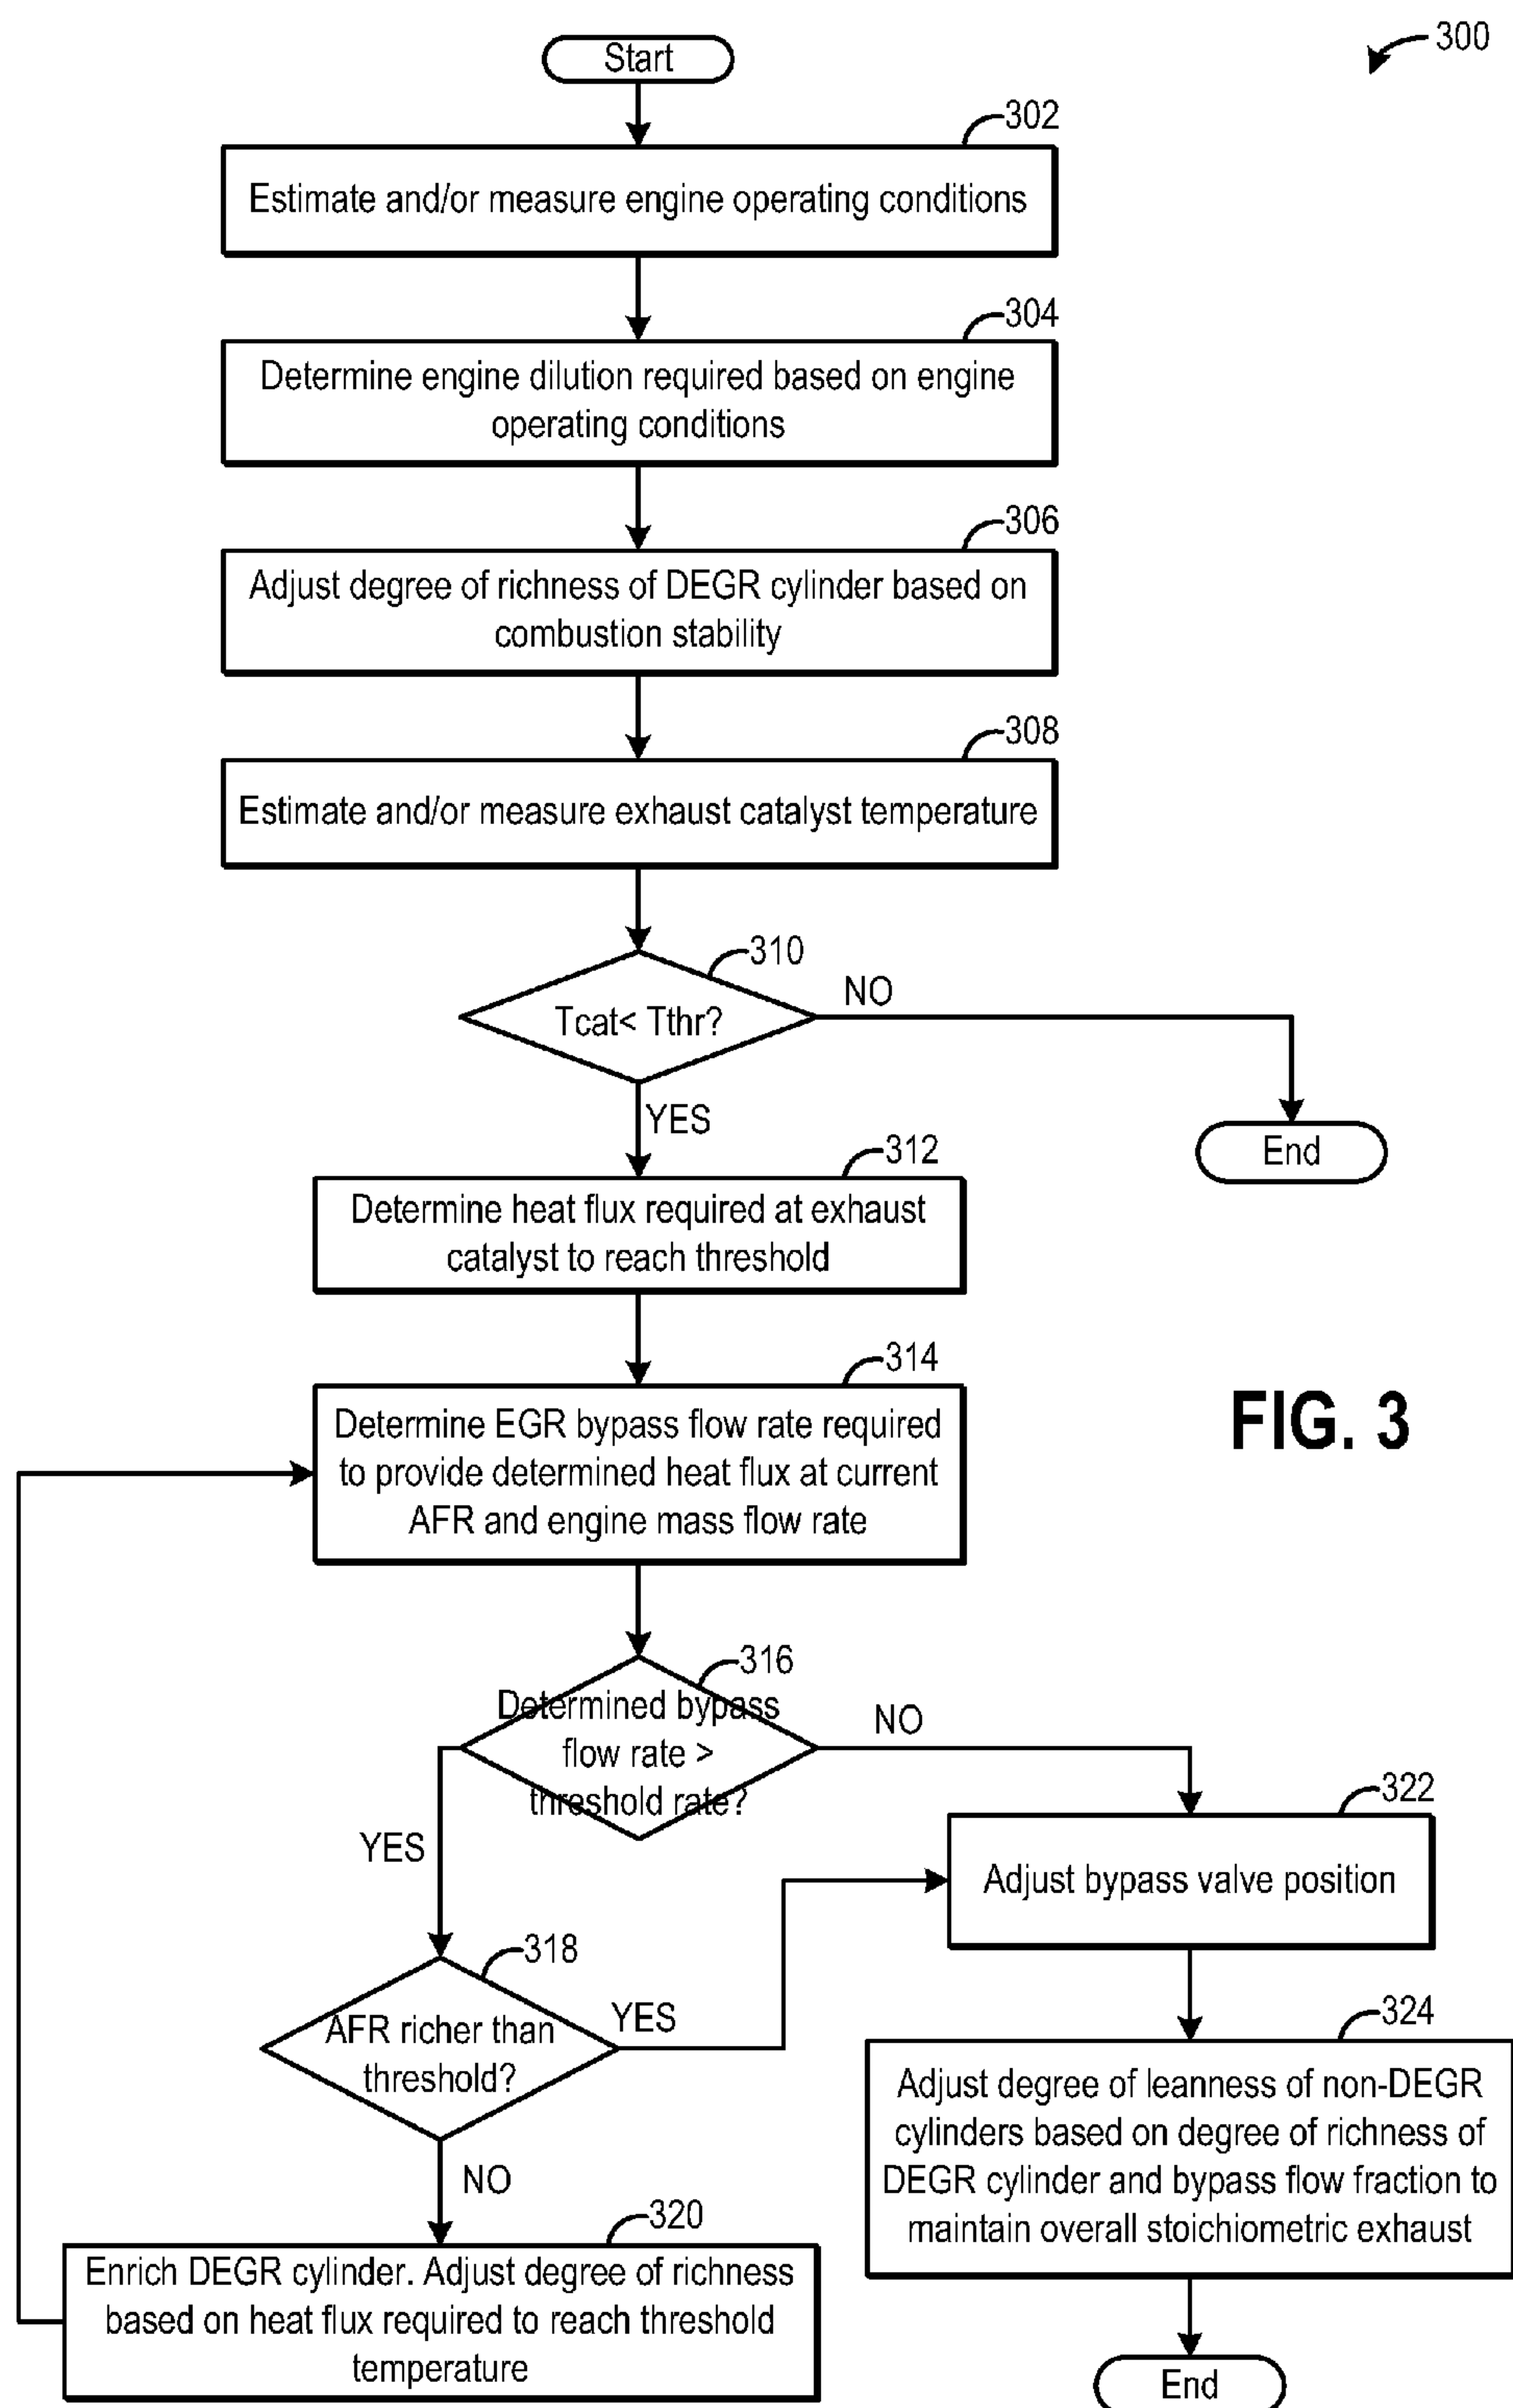 300
Start
302
Estimate and/or measure engine operating conditions
304
Determine engine dilution required based on engine
operating conditions
306
Adjust degree of richness of DEGR cylinder based on
combustion stability
308
Estimate and/or measure exhaust catalyst temperature
310
Tcat< Tthr?
NO
End
YES
312
Determine heat flux required at exhaust
catalyst to reach threshold
314
Determine EGR bypass flow rate required
to provide determined heat flux at current
AFR and engine mass flow rate
FIG. 3
316
Determined bypass
flow rate >
threshold rate?
NO
YES
322
Adjust bypass valve position
318
AFR richer than
threshold?
YES
NO
324
Adjust degree of leanness of non-DEGR
cylinders based on degree of richness of
DEGR cylinder and bypass flow fraction to
maintain overall stoichiometric exhaust
320
Enrich DEGR cylinder. Adjust degree of richness
based on heat flux required to reach threshold
temperature
End